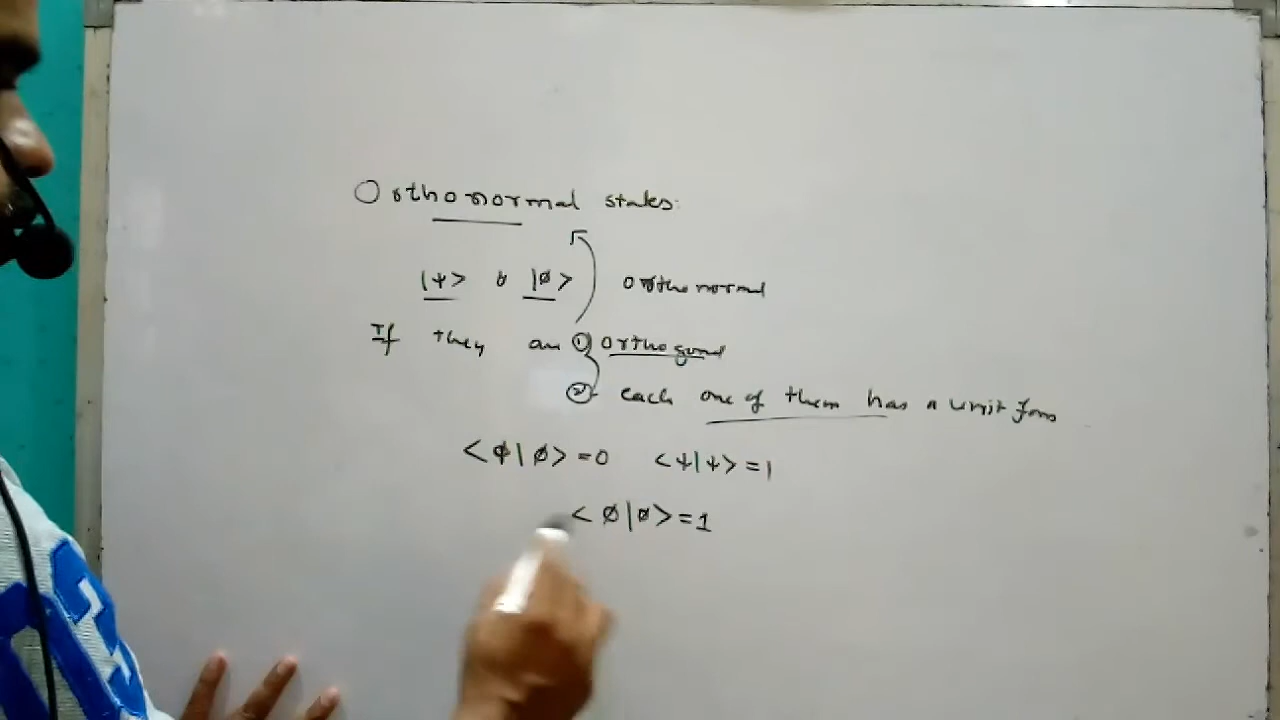 Orthonormal states:
|ψ> & |φ> orthonormal
If they are ① orthogonal
② each one of them has a unit form
<φ|φ>=0 <ψ|ψ>=1
<φ|φ>=1